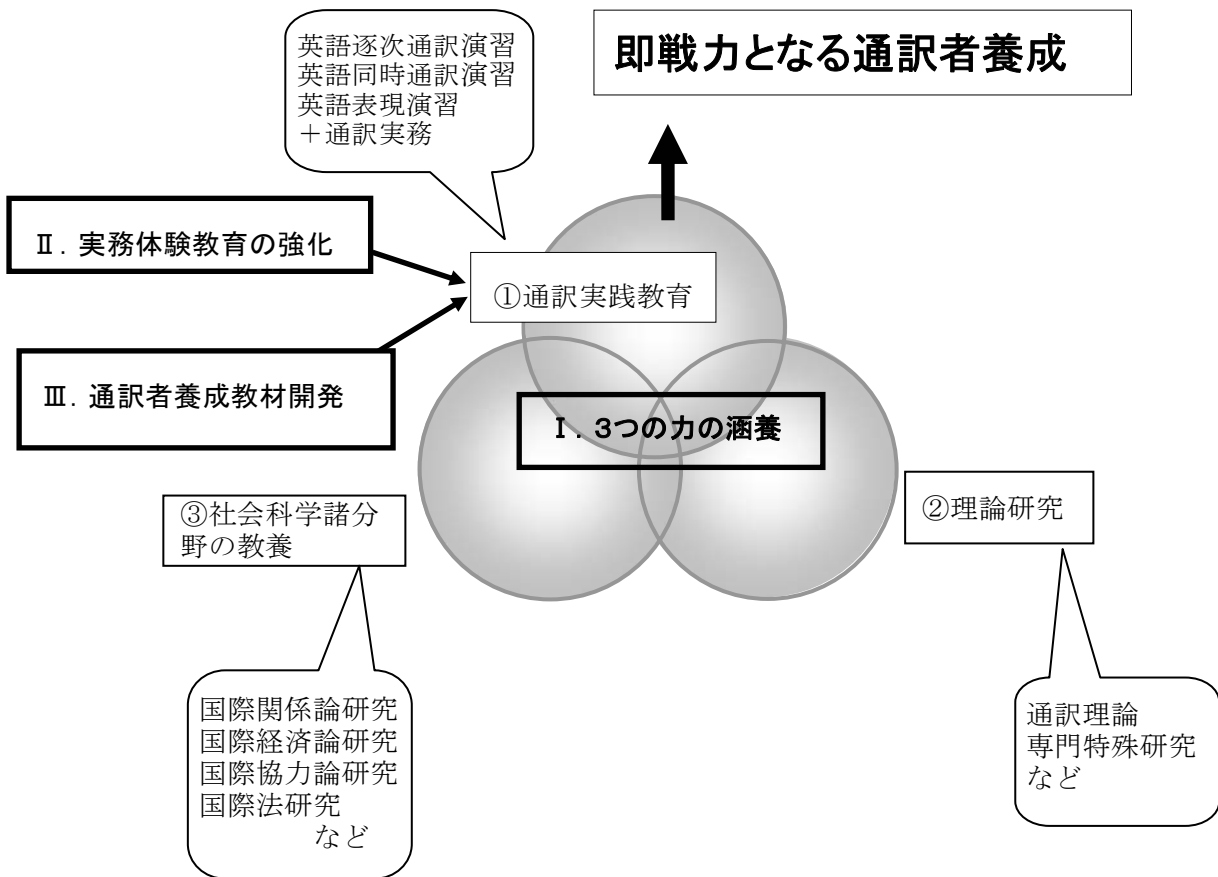 英語逐次通訳演習
英語同時通訳演習
英語表現演習
＋通訳実務
即戦力となる通訳者養成
Ⅱ．実務体験教育の強化
①通訳実践教育
Ⅲ．通訳者養成教材開発
Ⅰ．３つの力の涵養
③社会科学諸分
野の教養
②理論研究
国際関係論研究
国際経済論研究
国際協力論研究
国際法研究
など
通訳理論
専門特殊研究
など